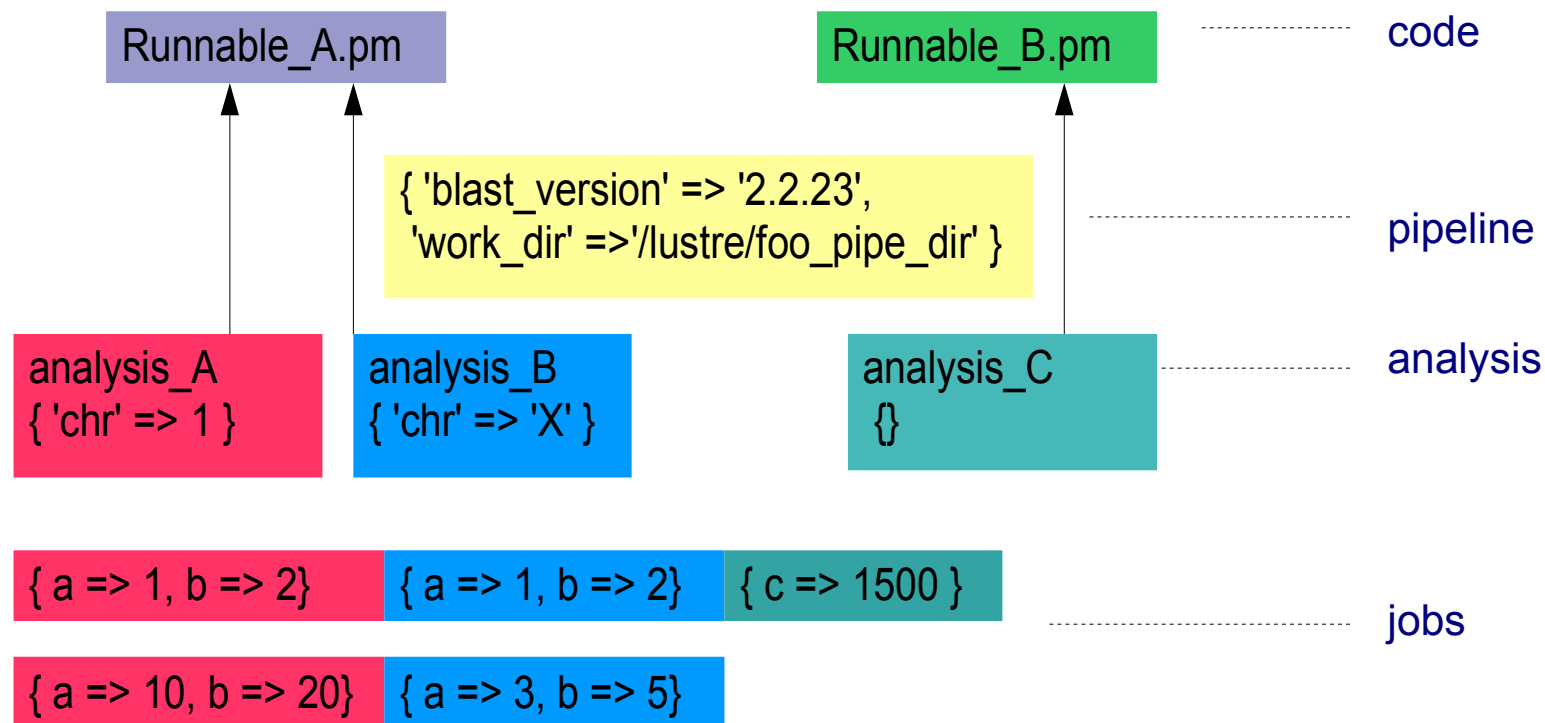 Runnable_A.pm
Runnable_B.pm
code
{ 'blast_version' => '2.2.23',
'work_dir' =>'/lustre/foo_pipe_dir' }
pipeline
analysis_A
{ 'chr' => 1 }
analysis_B
{ 'chr' => 'X' }
analysis_C
{}
analysis
{ a => 1, b => 2}
{ a => 1, b => 2}
{ c => 1500 }
jobs
{ a => 10, b => 20}
{ a => 3, b => 5}